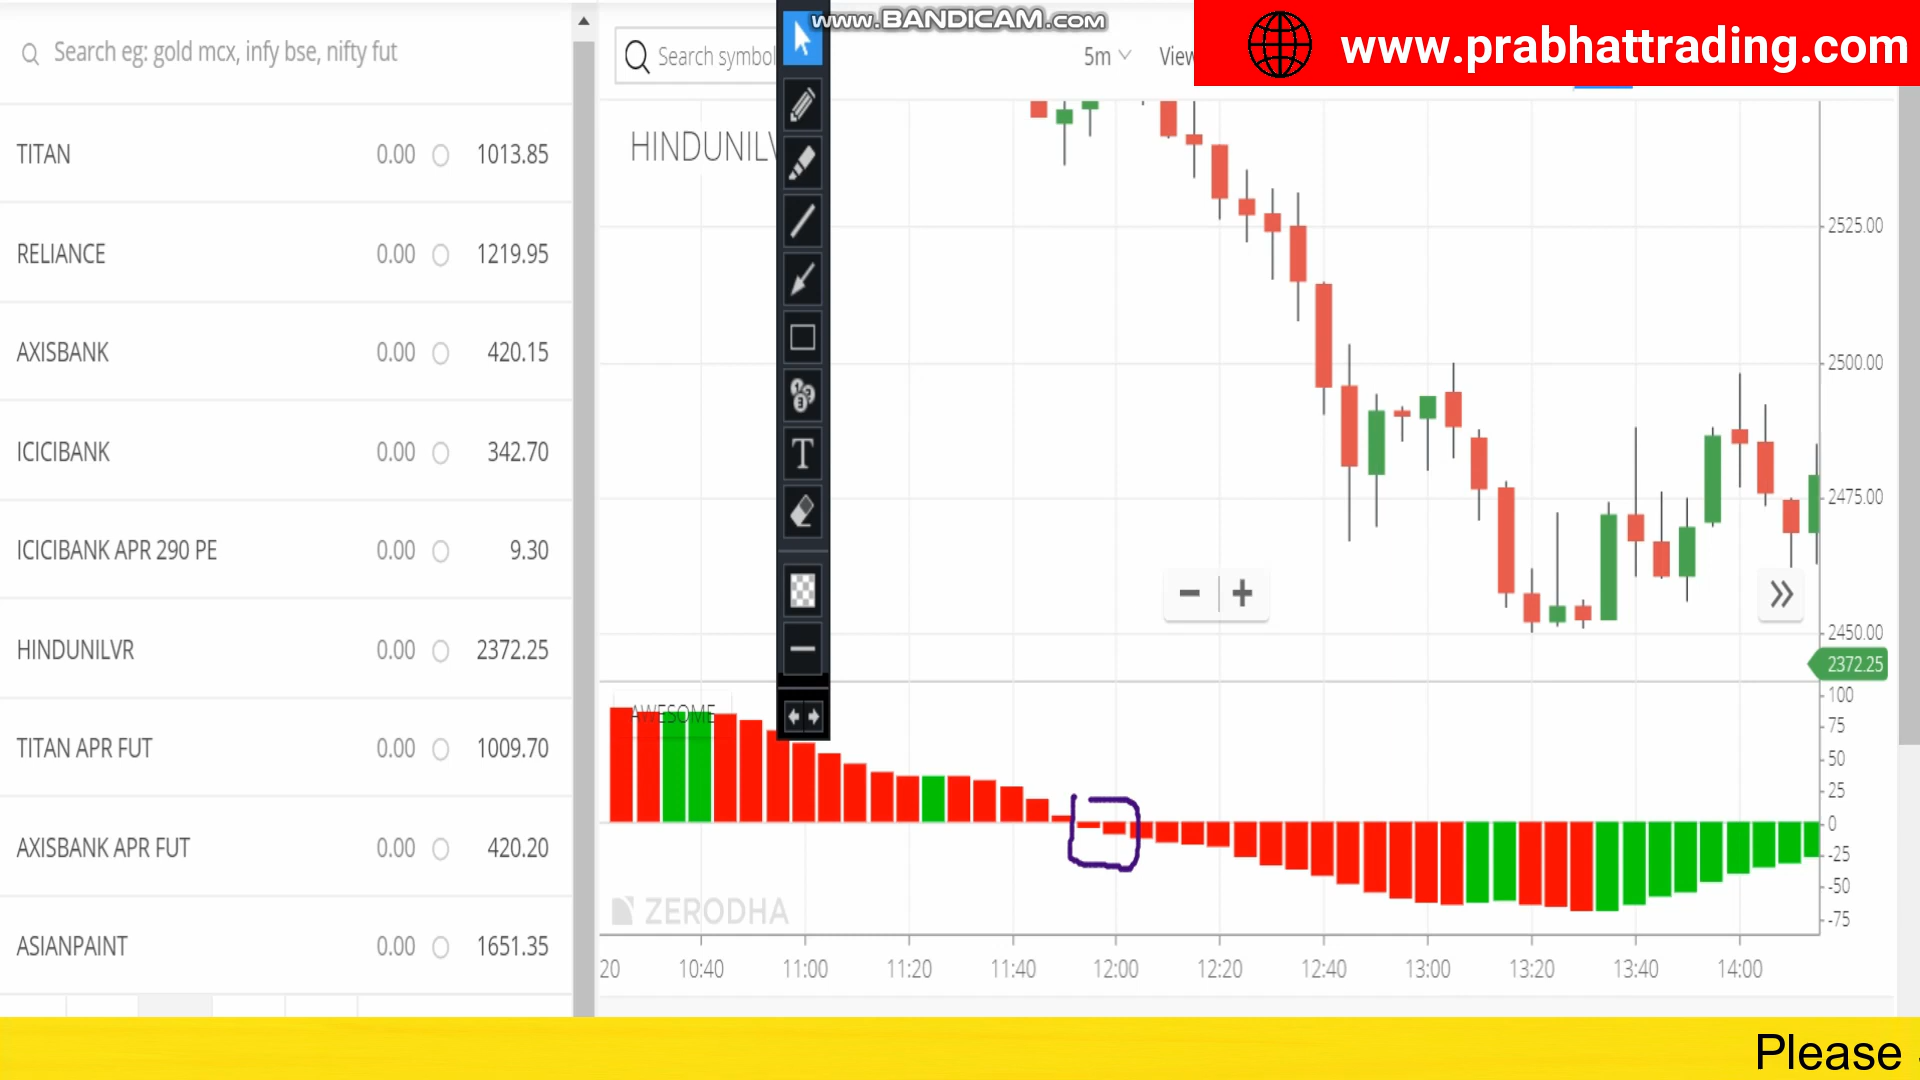 www.BANDICAM.com
www.prabhattrading.com
Search eg: gold mcx, infy bse, nifty fut
Search symbol
5m
View
TITAN 0.00 1013.85
RELIANCE 0.00 1219.95
AXISBANK 0.00 420.15
ICICIBANK 0.00 342.70
ICICIBANK APR 290 PE 0.00 9.30
HINDUNILVR 0.00 2372.25
TITAN APR FUT 0.00 1009.70
AXISBANK APR FUT 0.00 420.20
ASIANPAINT 0.00 1651.35
HINDUNILV
T
2525.00
2500.00
2475.00
2450.00
2372.25
AWESOME
100
75
50
25
0
-25
-50
-75
ZERODHA
20 10:40 11:00 11:20 11:40 12:00 12:20 12:40 13:00 13:20 13:40 14:00
Please